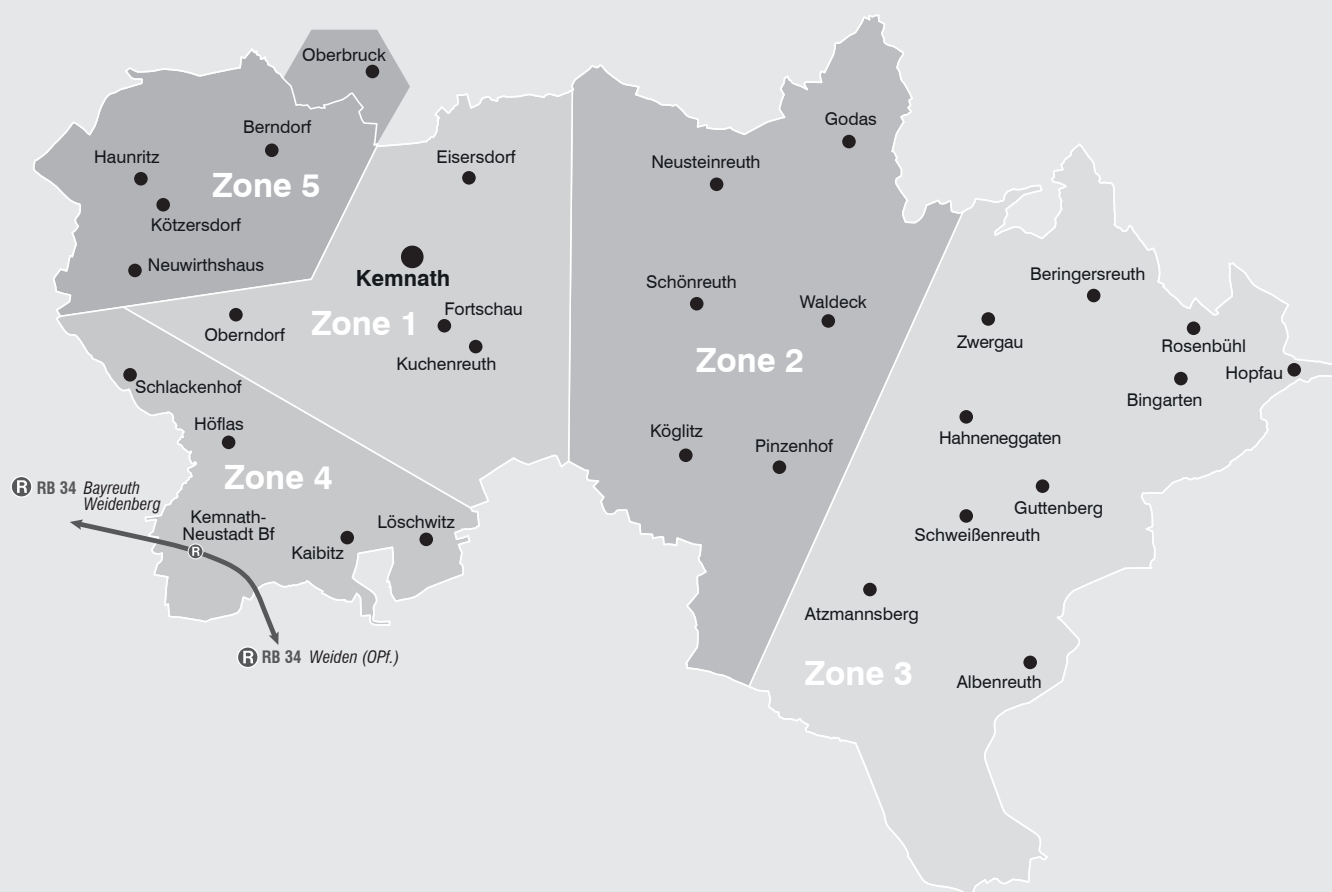 Oberbruck
Berndorf
Haunritz
Zone 5
Kötzersdorf
Neuwirthshaus
Eisersdorf
Kemnath
Fortschau
Zone 1
Oberndorf
Kuchenreuth
Godas
Neusteinreuth
Schönreuth
Waldeck
Zone 2
Köglitz
Pinzenhof
Beringersreuth
Zwergau
Rosenbühl
Hopfau
Bingarten
Hahneneggaten
Guttenberg
Schweißenreuth
Atzmannsberg
Zone 3
Albenreuth
Schlackenhof
Höflas
Zone 4
R RB 34 Bayreuth
Weidenberg
Kemnath-
Neustadt Bf
R
Kaibitz
Löschwitz
R RB 34 Weiden (OPf.)